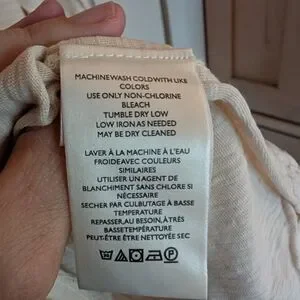 MACHINE WASH COLD WITH LIKE
COLORS
USE ONLY NON-CHLORINE
BLEACH
TUMBLE DRY LOW
LOW IRON AS NEEDED
MAY BE DRY CLEANED
LAVER À LA MACHINE À L'EAU
FROIDE AVEC COULEURS
SIMILAIRES
UTILISER UN AGENT DE
BLANCHIMENT SANS CHLORE SI
NÉCESSAIRE
SECHER PAR CULBUTAGE À BASSE
TEMPERATURE
REPASSER, AU BESOIN, À TRÈS
BASSE TEMPÉRATURE
PEUT-ÊTRE ÊTRE NETTOYÉE SEC